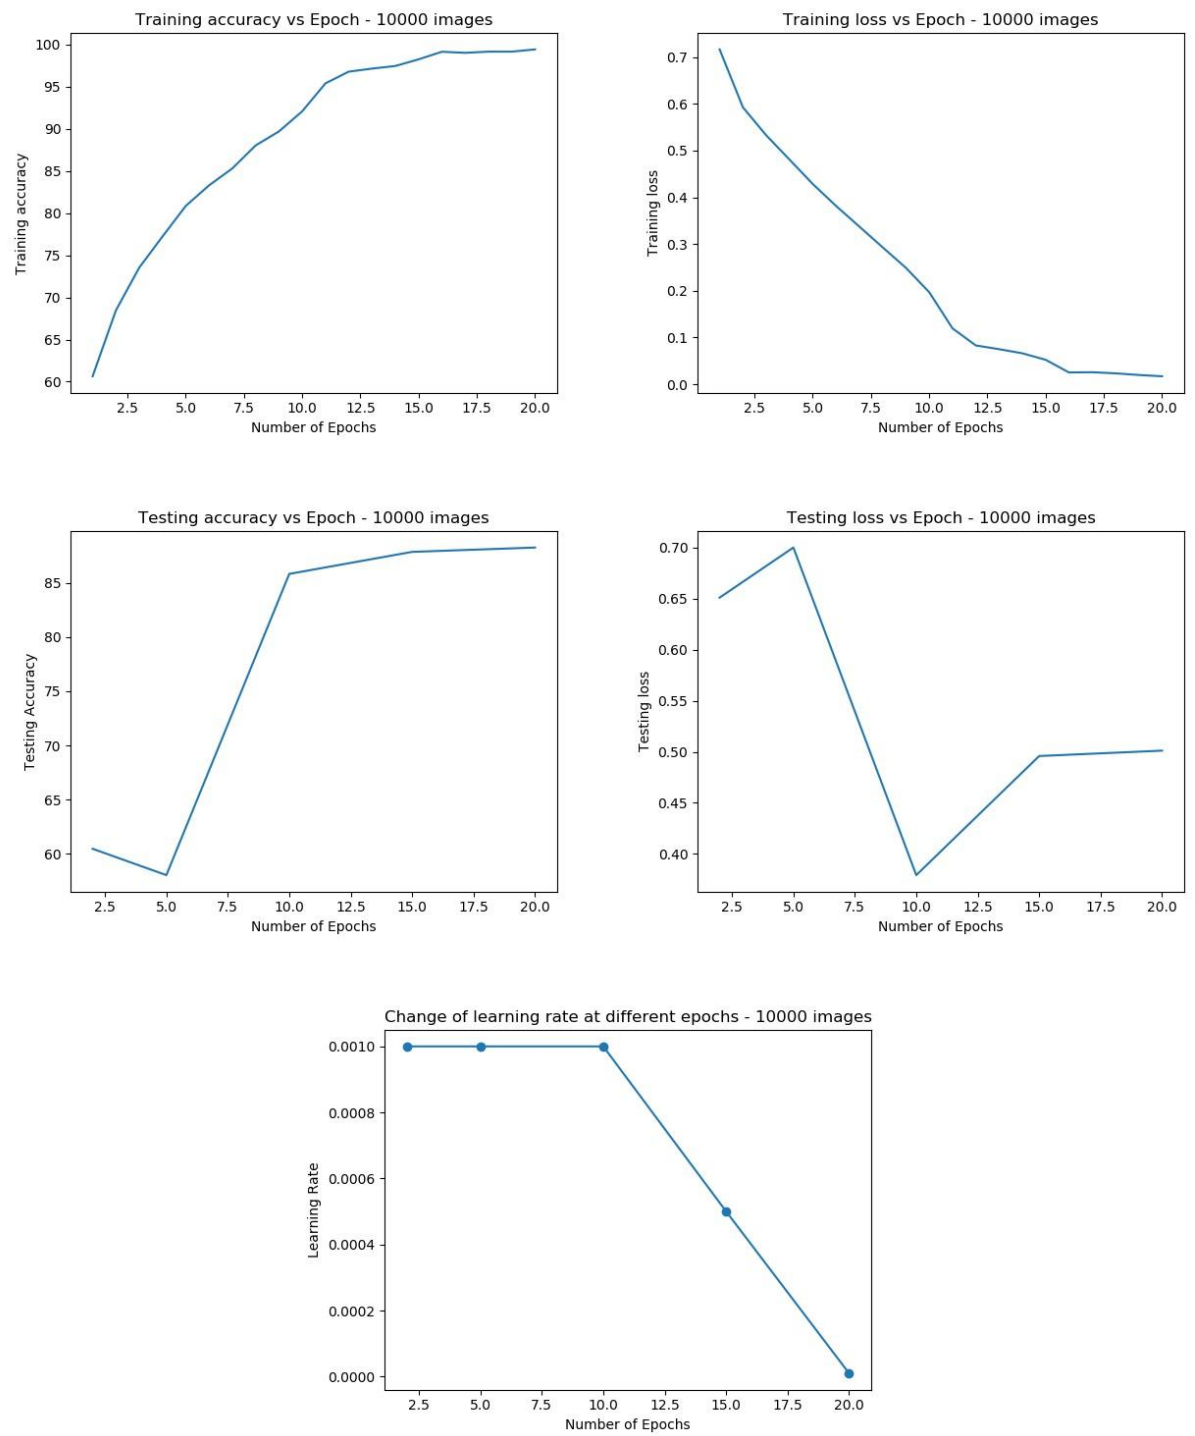 Training accuracy vs Epoch - 10000 images
Training accuracy
100
95
90
85
80
75
70
65
60
2.5 5.0 7.5 10.0 12.5 15.0 17.5 20.0
Number of Epochs
Training loss vs Epoch - 10000 images
Training loss
0.7
0.6
0.5
0.4
0.3
0.2
0.1
0.0
2.5 5.0 7.5 10.0 12.5 15.0 17.5 20.0
Number of Epochs
Testing accuracy vs Epoch - 10000 images
Testing Accuracy
85
80
75
70
65
60
2.5 5.0 7.5 10.0 12.5 15.0 17.5 20.0
Number of Epochs
Testing loss vs Epoch - 10000 images
Testing loss
0.70
0.65
0.60
0.55
0.50
0.45
0.40
2.5 5.0 7.5 10.0 12.5 15.0 17.5 20.0
Number of Epochs
Change of learning rate at different epochs - 10000 images
Learning Rate
0.0010
0.0008
0.0006
0.0004
0.0002
0.0000
2.5 5.0 7.5 10.0 12.5 15.0 17.5 20.0
Number of Epochs